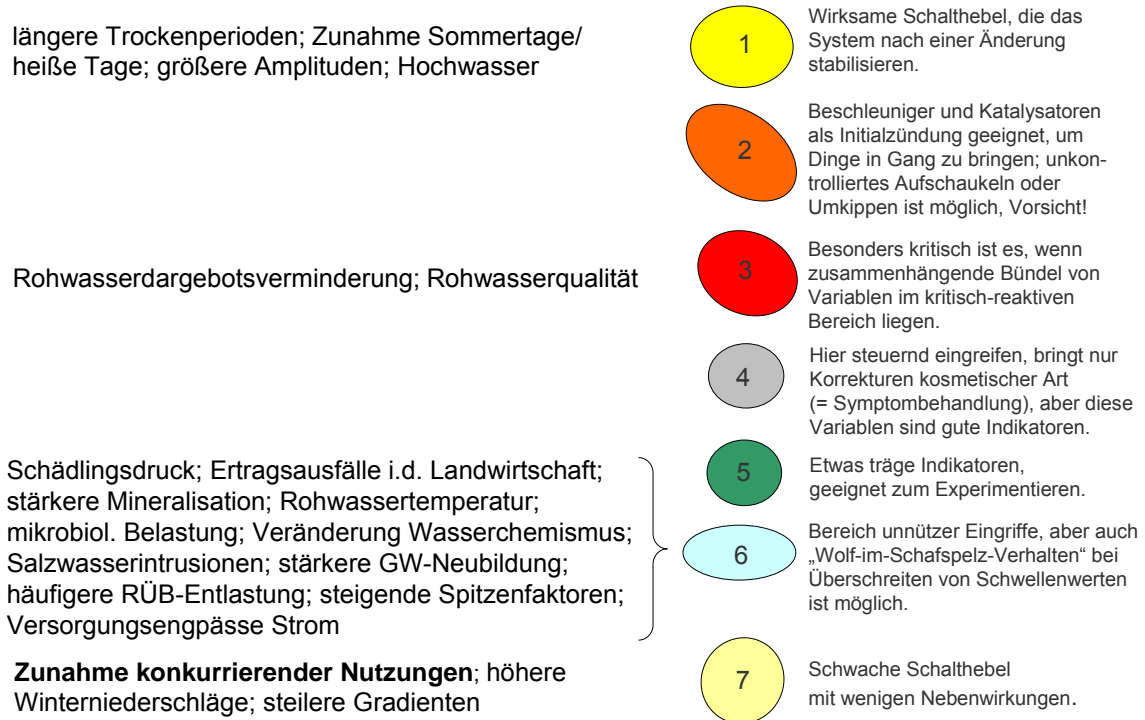 längere Trockenperioden; Zunahme Sommertage/
heiße Tage; größere Amplituden; Hochwasser
1
Wirksame Schalthebel, die das
System nach einer Änderung
stabilisieren.
2
Beschleuniger und Katalysatoren
als Initialzündung geeignet, um
Dinge in Gang zu bringen; unkon-
trolliertes Aufschaukeln oder
Umkippen ist möglich, Vorsicht!
Rohwasserdargebotsverminderung; Rohwasserqualität
3
Besonders kritisch ist es, wenn
zusammenhängende Bündel von
Variablen im kritisch-reaktiven
Bereich liegen.
4
Hier steuernd eingreifen, bringt nur
Korrekturen kosmetischer Art
(= Symptombehandlung), aber diese
Variablen sind gute Indikatoren.
Schädlingsdruck; Ertragsausfälle i.d. Landwirtschaft;
stärkere Mineralisation; Rohwassertemperatur;
mikrobiol. Belastung; Veränderung Wasserchemismus;
Salzwasserintrusionen; stärkere GW-Neubildung;
häufigere RÜB-Entlastung; steigende Spitzenfaktoren;
Versorgungsengpässe Strom
5
Etwas träge Indikatoren,
geeignet zum Experimentieren.
6
Bereich unnützer Eingriffe, aber auch
„Wolf-im-Schafspelz-Verhalten“ bei
Überschreiten von Schwellenwerten
ist möglich.
Zunahme konkurrierender Nutzungen; höhere
Winterniederschläge; steilere Gradienten
7
Schwache Schalthebel
mit wenigen Nebenwirkungen.